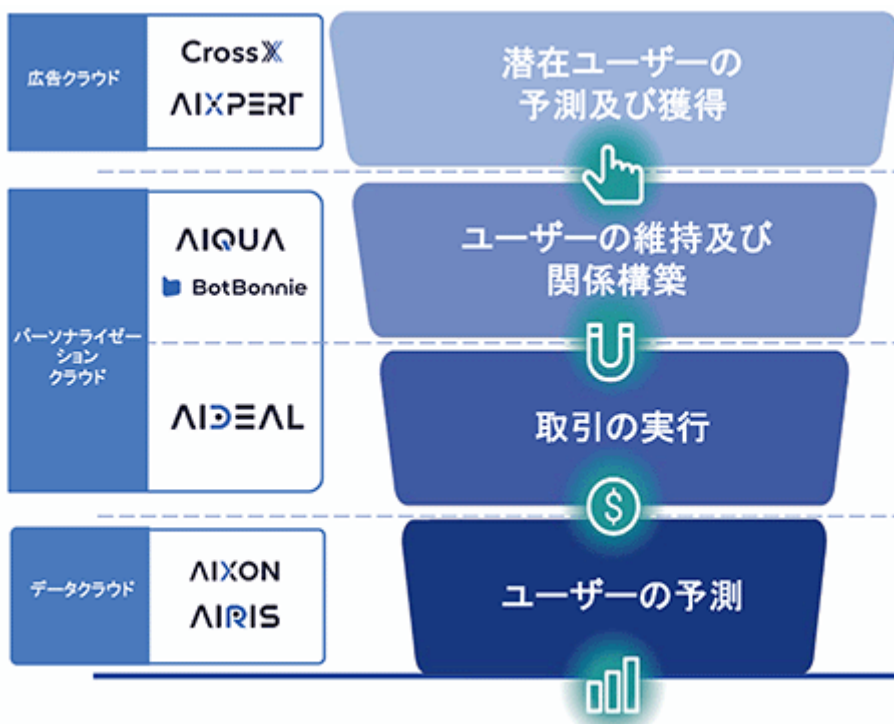 広告クラウド
CrossX
AIXPERT
潜在ユーザーの
予測及び獲得
パーソナライゼー
ション
クラウド
AIQUA
BotBonnie
ユーザーの維持及び
関係構築
AIDEAL
取引の実行
$
データクラウド
AIXON
AIRIS
ユーザーの予測